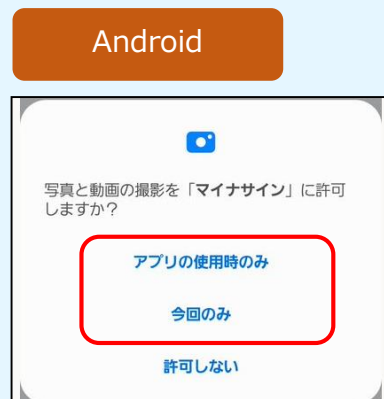 Android
写真と動画の撮影を「マイナサイン」に許可
しますか？
アプリの使用時のみ
今回のみ
許可しない